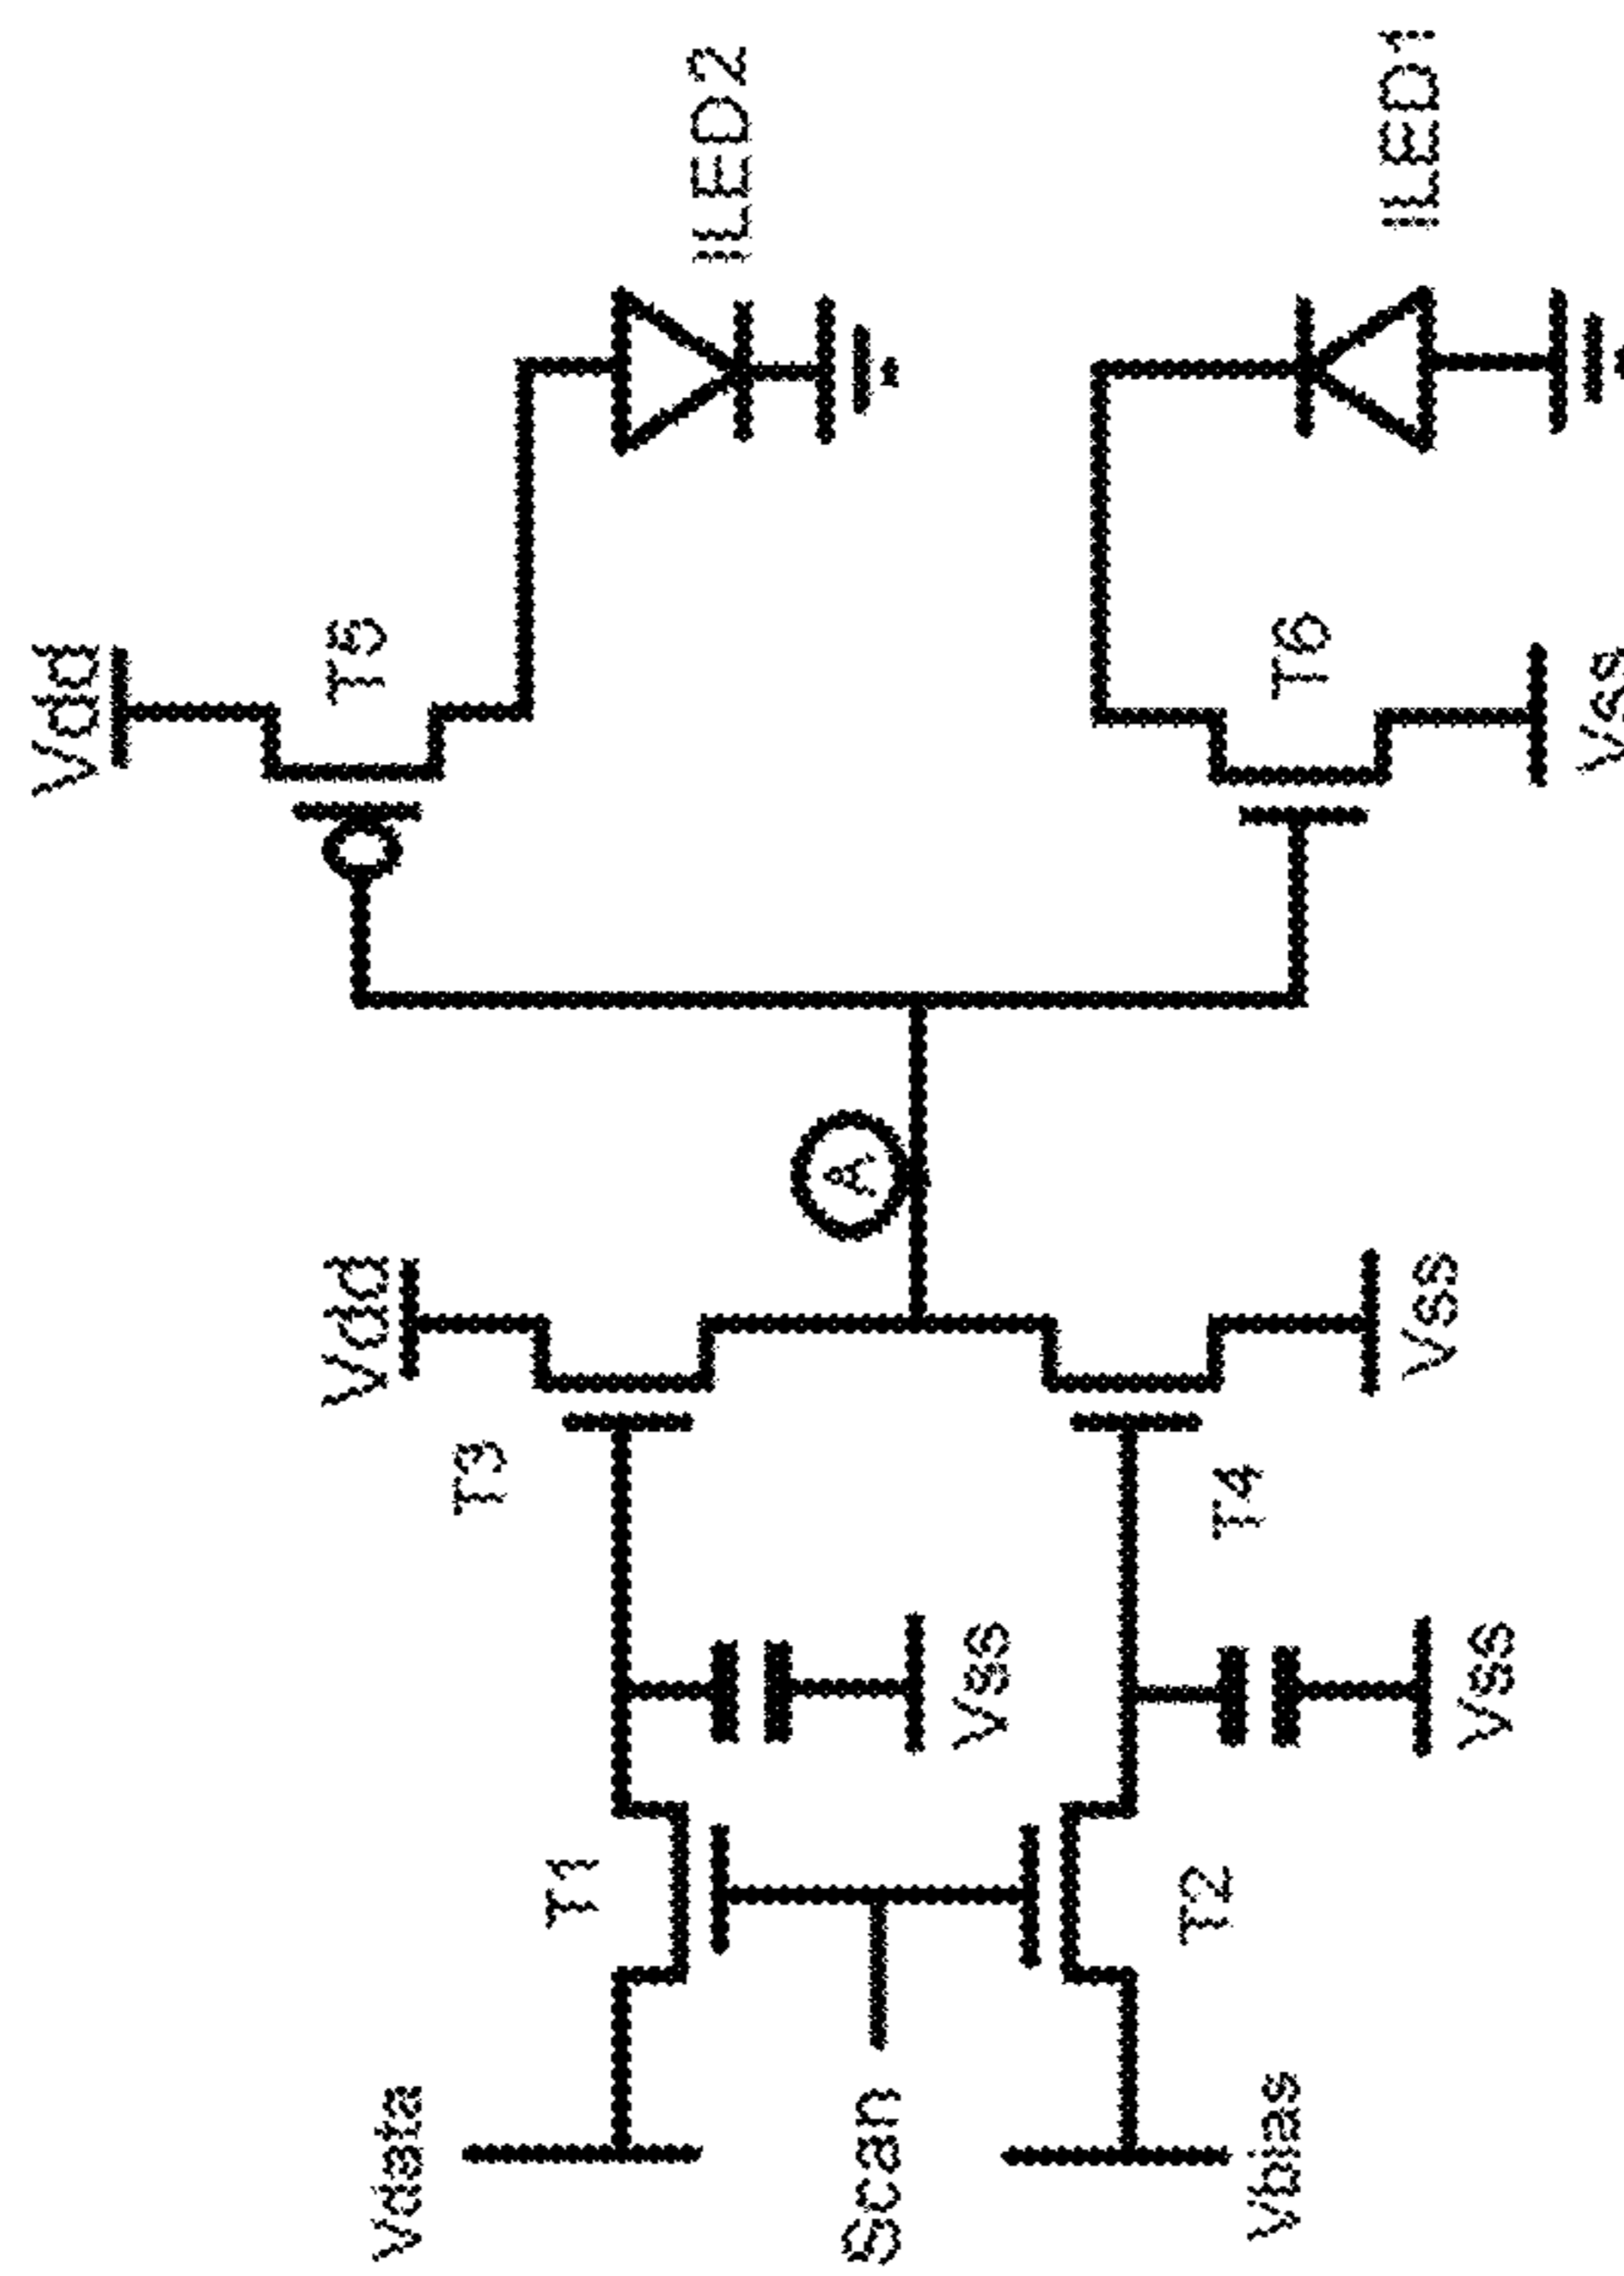 Vdd
Vdd
T5
Vdata
T3
T1
iLED2
A
Scan
Vss
T2
T4
Vbias
T6
iLED1
Vss
Vss
Vss